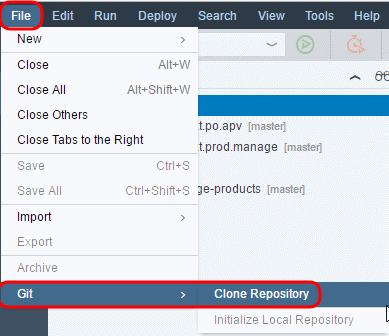 File Edit Run Deploy Search View Tools Help
New
Close Alt+W
Close All Alt+Shift+W
t.po.apv [master]
Close Others
Close Tabs to the Right
t.prod.manage [master]
Save Ctrl+S
Save All Ctrl+Shift+S
ge-products [master]
Import
Export
Archive
Git
Clone Repository
Initialize Local Repository